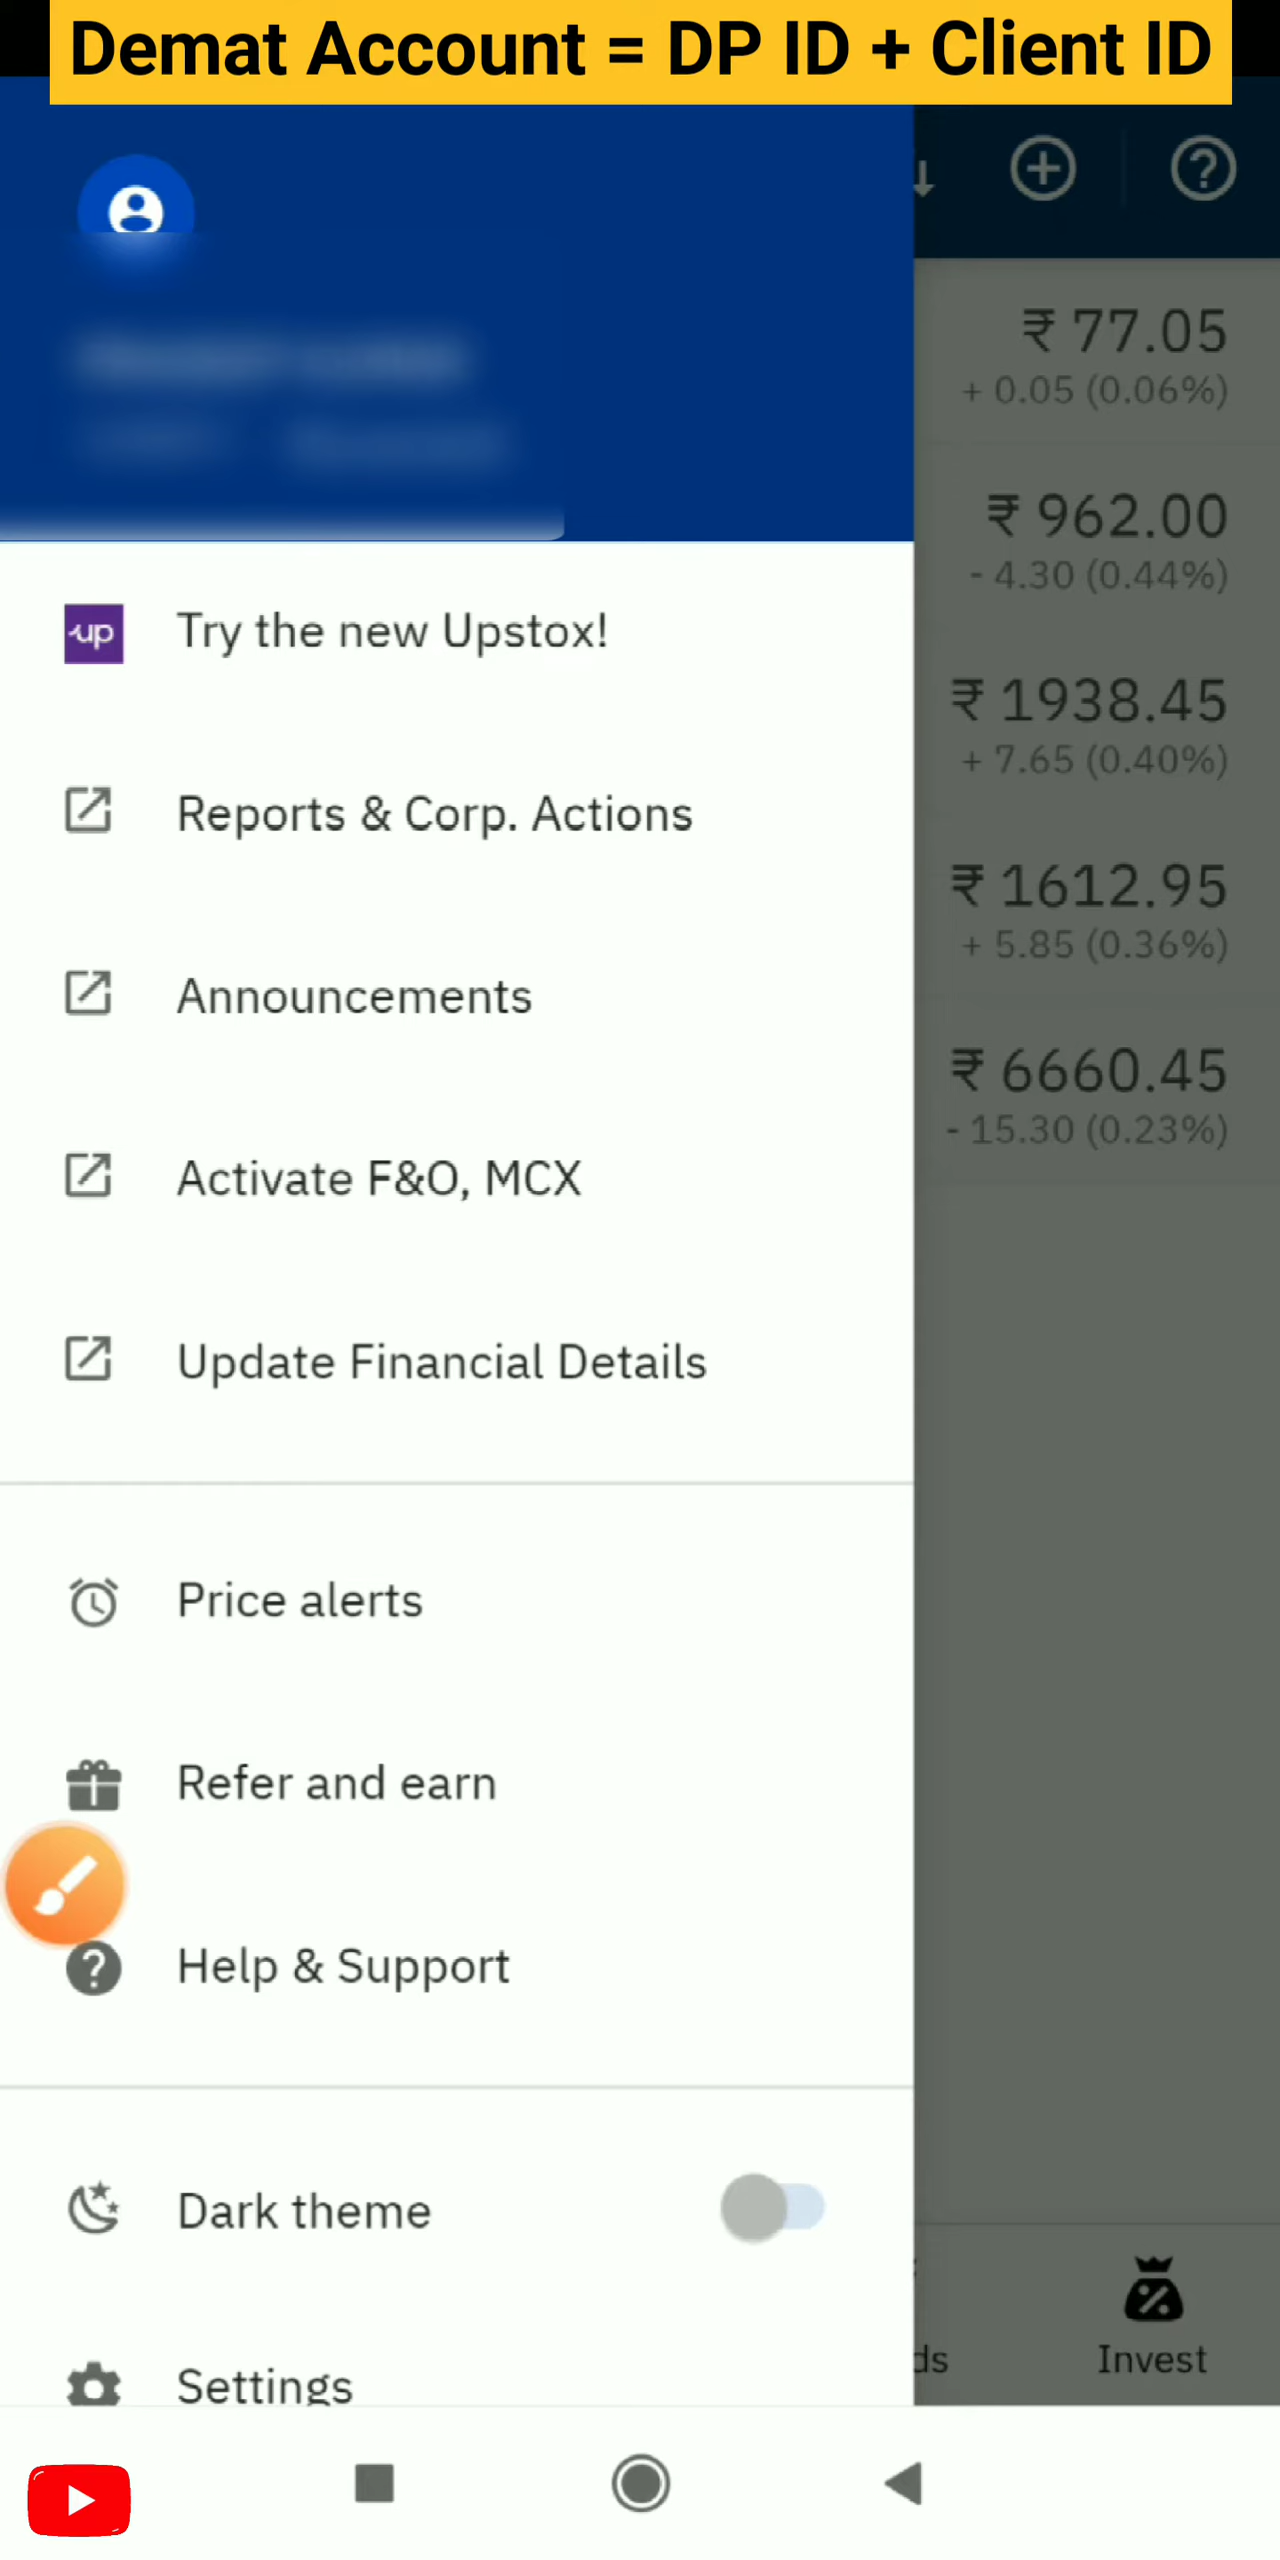 Demat Account = DP ID + Client ID
₹ 77.05
+ 0.05 (0.06%)
₹ 962.00
- 4.30 (0.44%)
up
Try the new Upstox!
₹ 1938.45
+ 7.65 (0.40%)
Reports & Corp. Actions
₹ 1612.95
+ 5.85 (0.36%)
Announcements
₹ 6660.45
- 15.30 (0.23%)
Activate F&O, MCX
Update Financial Details
Price alerts
Refer and earn
Help & Support
Dark theme
ds
Invest
Settings